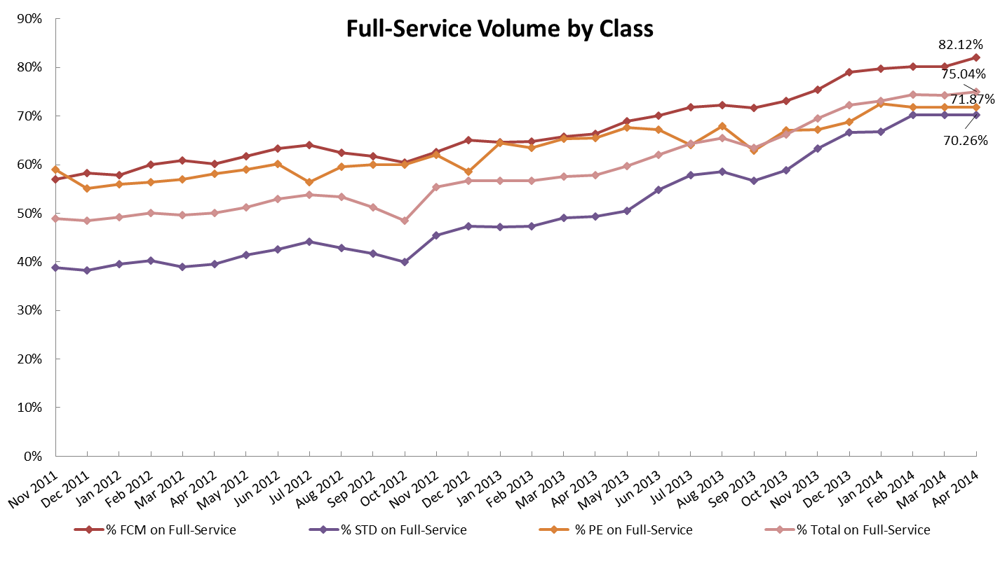 Full-Service Volume by Class
90%
80%
70%
60%
50%
40%
30%
20%
10%
0%
82.12%
75.04%
71.87%
70.26%
Nov 2011
Dec 2011
Jan 2012
Feb 2012
Mar 2012
Apr 2012
May 2012
Jun 2012
Jul 2012
Aug 2012
Sep 2012
Oct 2012
Nov 2012
Dec 2012
Jan 2013
Feb 2013
Mar 2013
Apr 2013
May 2013
Jun 2013
Jul 2013
Aug 2013
Sep 2013
Oct 2013
Nov 2013
Dec 2013
Jan 2014
Feb 2014
Mar 2014
Apr 2014
% FCM on Full-Service
% STD on Full-Service
% PE on Full-Service
% Total on Full-Service